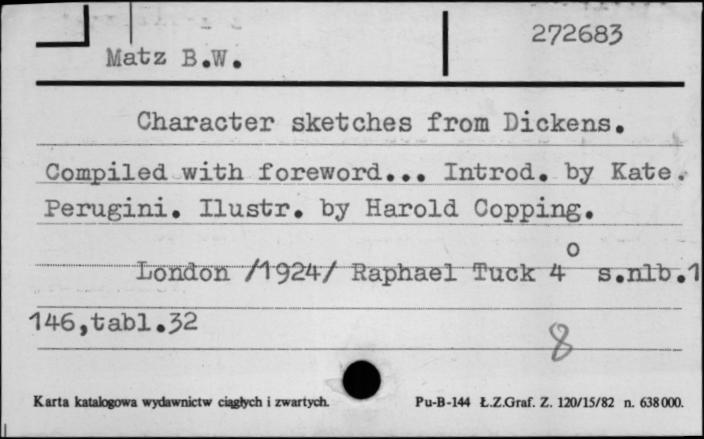 272683
Matz B.W.
Character sketches from Dickens.
Compiled with foreword... Introd. by Kate.
Perugini. Ilustr. by Harold Copping.
London /1924/ Raphael Tuck 4° s.nlb.1
146,tabl.32
8
Karta katalogowa wydawnictw ciągłych i zwartych. Pu-B-144 Ł.Z.Graf. Z. 120/15/82 n. 638000.